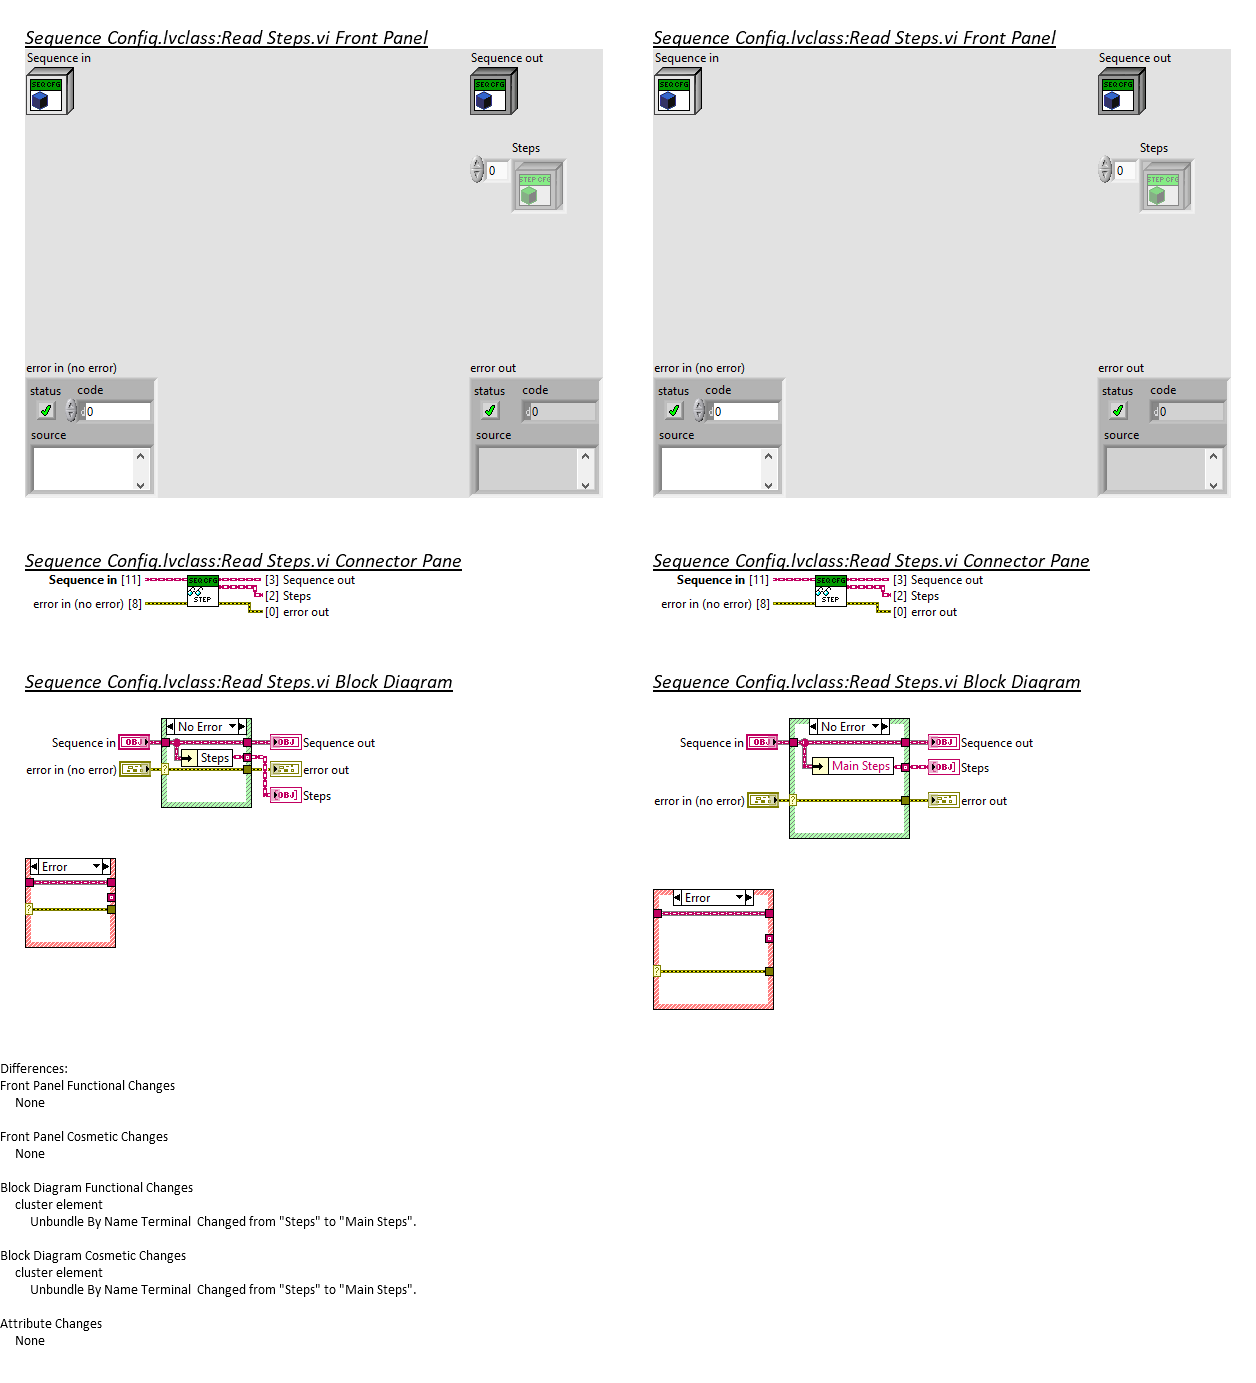 Sequence Config.lvclass:Read Steps.vi Front Panel
Sequence in
SEQ CFG
Sequence out
SEQ CFG
Steps
0
STEP CFG
error in (no error)
status
code
d 0
source
error out
status
code
d 0
source
Sequence Config.lvclass:Read Steps.vi Front Panel
Sequence in
SEQ CFG
Sequence out
SEQ CFG
Steps
0
STEP CFG
error in (no error)
status
code
d 0
source
error out
status
code
d 0
source
Sequence Config.lvclass:Read Steps.vi Connector Pane
Sequence in [11]
SEQ CFG
[3] Sequence out
[2] Steps
error in (no error) [8]
STEP
[0] error out
Sequence Config.lvclass:Read Steps.vi Connector Pane
Sequence in [11]
SEQ CFG
[3] Sequence out
[2] Steps
error in (no error) [8]
STEP
[0] error out
Sequence Config.lvclass:Read Steps.vi Block Diagram
No Error
Sequence in
OBJ
OBJ
Sequence out
Steps
error in (no error)
?
error out
[OBJ]
Steps
Error
?
Sequence Config.lvclass:Read Steps.vi Block Diagram
No Error
Sequence in
OBJ
OBJ
Sequence out
Main Steps
[OBJ]
Steps
error in (no error)
?
error out
Error
?
Differences:
Front Panel Functional Changes
None
Front Panel Cosmetic Changes
None
Block Diagram Functional Changes
cluster element
Unbundle By Name Terminal  Changed from "Steps" to "Main Steps".
Block Diagram Cosmetic Changes
cluster element
Unbundle By Name Terminal  Changed from "Steps" to "Main Steps".
Attribute Changes
None